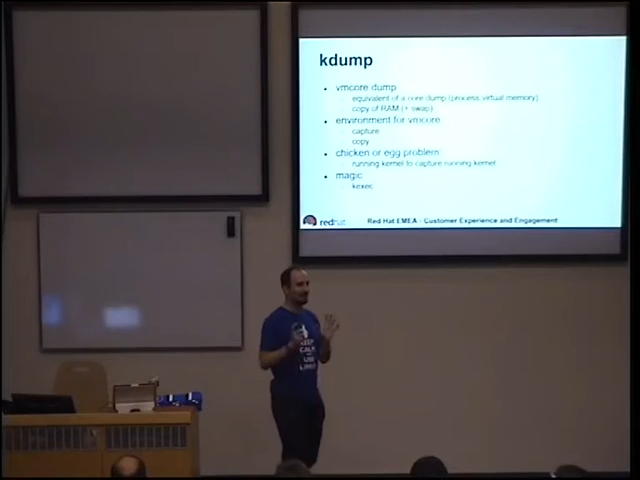 kdump
vmcore dump
equivalent of a core dump (process virtual memory)
copy of RAM (+ swap)
environment for vmcore
capture
copy
chicken or egg problem:
running kernel to capture running kernel
magic
kexec
redhat
Red Hat EMEA - Customer Experience and Engagement
KEEP
CALM
USE
LINUX